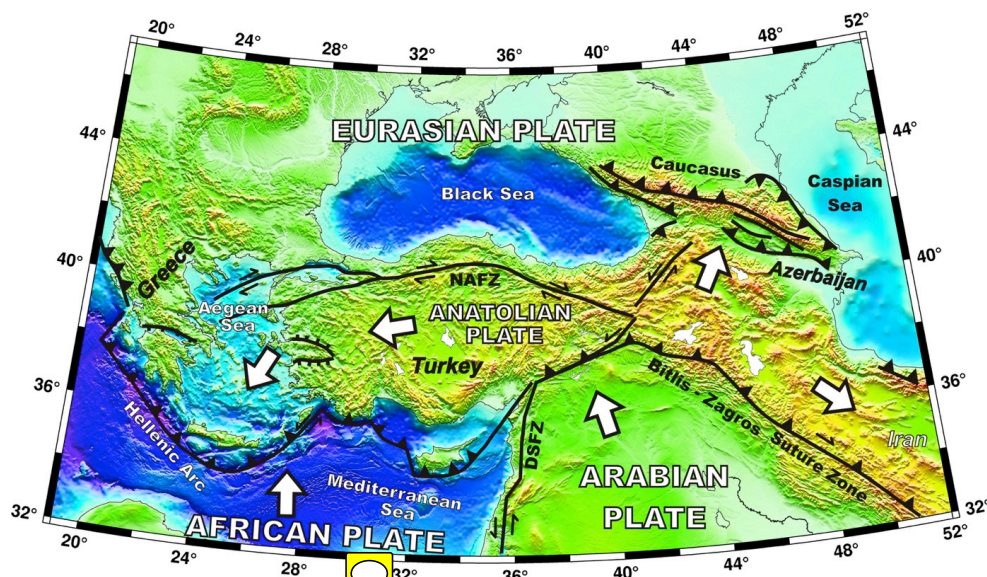 20°
24°
28°
32°
36°
40°
44°
48°
52°
44°
44°
EURASIAN PLATE
Caucasus
Caspian
Sea
Black Sea
40°
40°
Greece
Azerbaijan
NAFZ
Aegean
Sea
ANATOLIAN
PLATE
Turkey
36°
36°
Bitlis - Zagros Suture Zone
Hellenic Arc
DSFZ
Iran
ARABIAN
PLATE
Mediterranean
Sea
AFRICAN PLATE
32°
32°
20°
24°
28°
32°
36°
44°
48°
52°